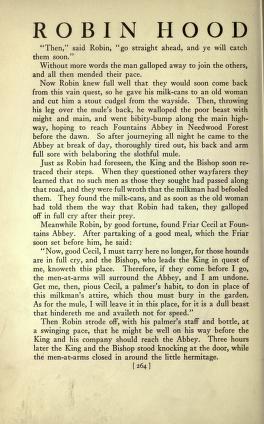 ROBIN HOOD
"Then," said Robin, "go straight ahead, and ye will catch
them soon."
Without more words the man galloped away to join the others,
and all then mended their pace.
Now Robin knew full well that they would soon come back
from this vain quest, so he gave his milk-cans to an old woman
and cut him a stout cudgel from the wayside. Then, throwing
his leg over the mule's back, he walloped the poor beast with
might and main, and went bibity-bump along the main high-
way, hoping to reach Fountains Abbey in Needwood Forest
before the dawn. So after journeying all night he came to the
Abbey at break of day, thoroughly tired out, his back and arm
full sore with belaboring the slothful mule.
Just as Robin had foreseen, the King and the Bishop soon re-
traced their steps. When they questioned other wayfarers they
learned that no such men as those they sought had passed along
that road, and they were full wroth that the milkman had befooled
them. They found the milk-cans, and as soon as the old woman
had told them the way that Robin had taken, they galloped
off in full cry after their prey.
Meanwhile Robin, by good fortune, found Friar Cecil at Foun-
tains Abbey. After partaking of a good meal, which the Friar
soon set before him, he said:
"Now, good Cecil, I must tarry here no longer, for those hounds
are in full cry, and the Bishop, who leads the King in quest of
me, knoweth this place. Therefore, if they come before I go,
the men-at-arms will surround the Abbey, and I am undone.
Get me, then, pious Cecil, a palmer's habit, to don in place of
this milkman's attire, which thou must bury in the garden.
As for the mule, I will leave it in this place, for it is a dull beast
that hindereth me and availeth not for speed."
Then Robin strode off, with his palmer's staff and bottle, at
a swinging pace, that he might be well on his way before the
King and his company should reach the Abbey. Three hours
later the King and the Bishop stood knocking at the door, while
the men-at-arms closed in around the little hermitage.
[264]